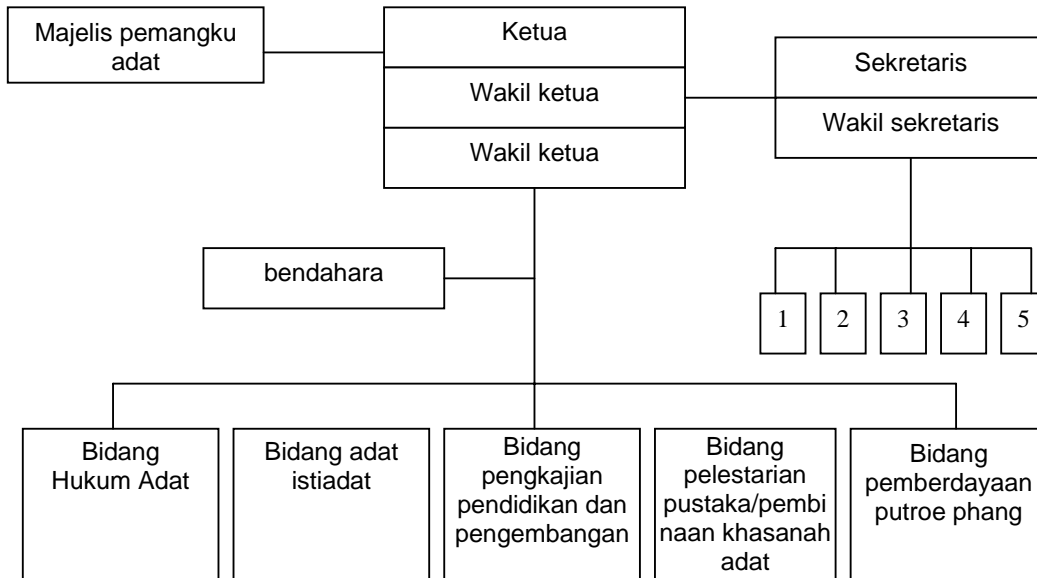 Majelis pemangku
adat
Ketua
Wakil ketua
Wakil ketua
Sekretaris
Wakil sekretaris
bendahara
1
2
3
4
5
Bidang
Hukum Adat
Bidang adat
istiadat
Bidang
pengkajian
pendidikan dan
pengembangan
Bidang
pelestarian
pustaka/pembi
naan khasanah
adat
Bidang
pemberdayaan
putroe phang